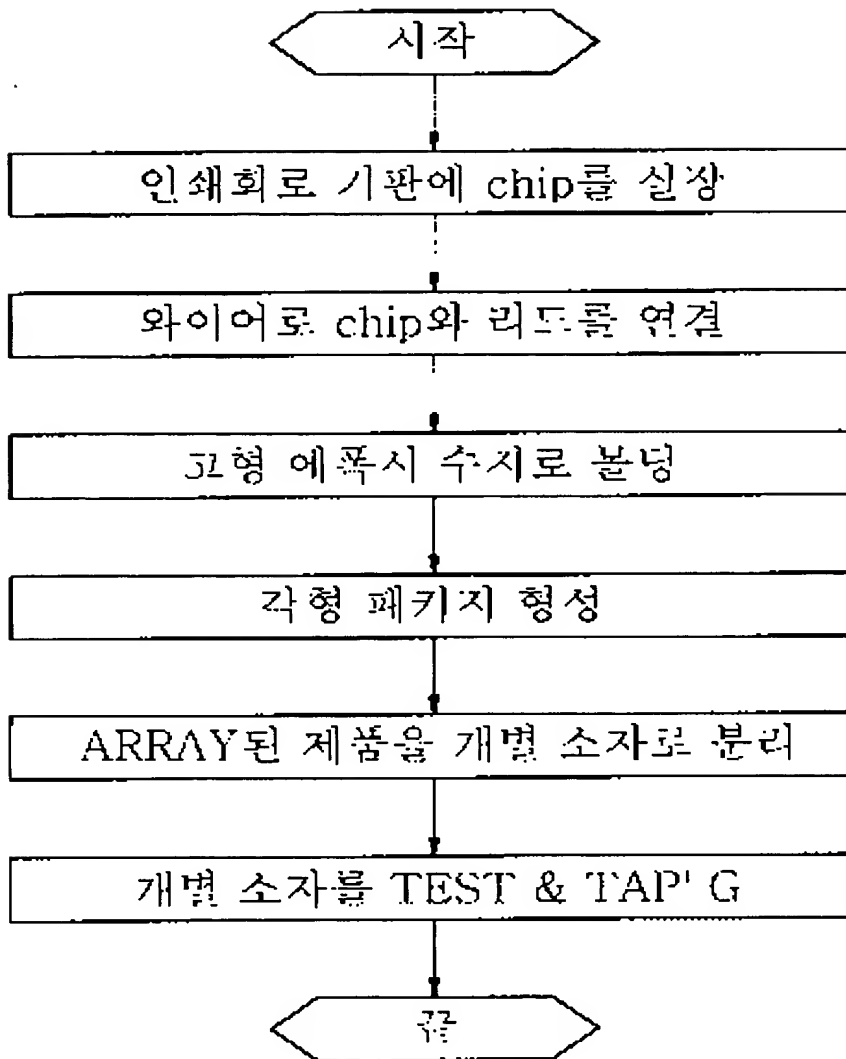 시작
인쇄회로 기판에 chip를 실장
와이어로 chip와 리드를 연결
고형 에폭시 수지로 몰딩
각형 패키지 형성
ARRAY된 제품을 개별 소자로 분리
개별 소자를 TEST & TAP' G
끝